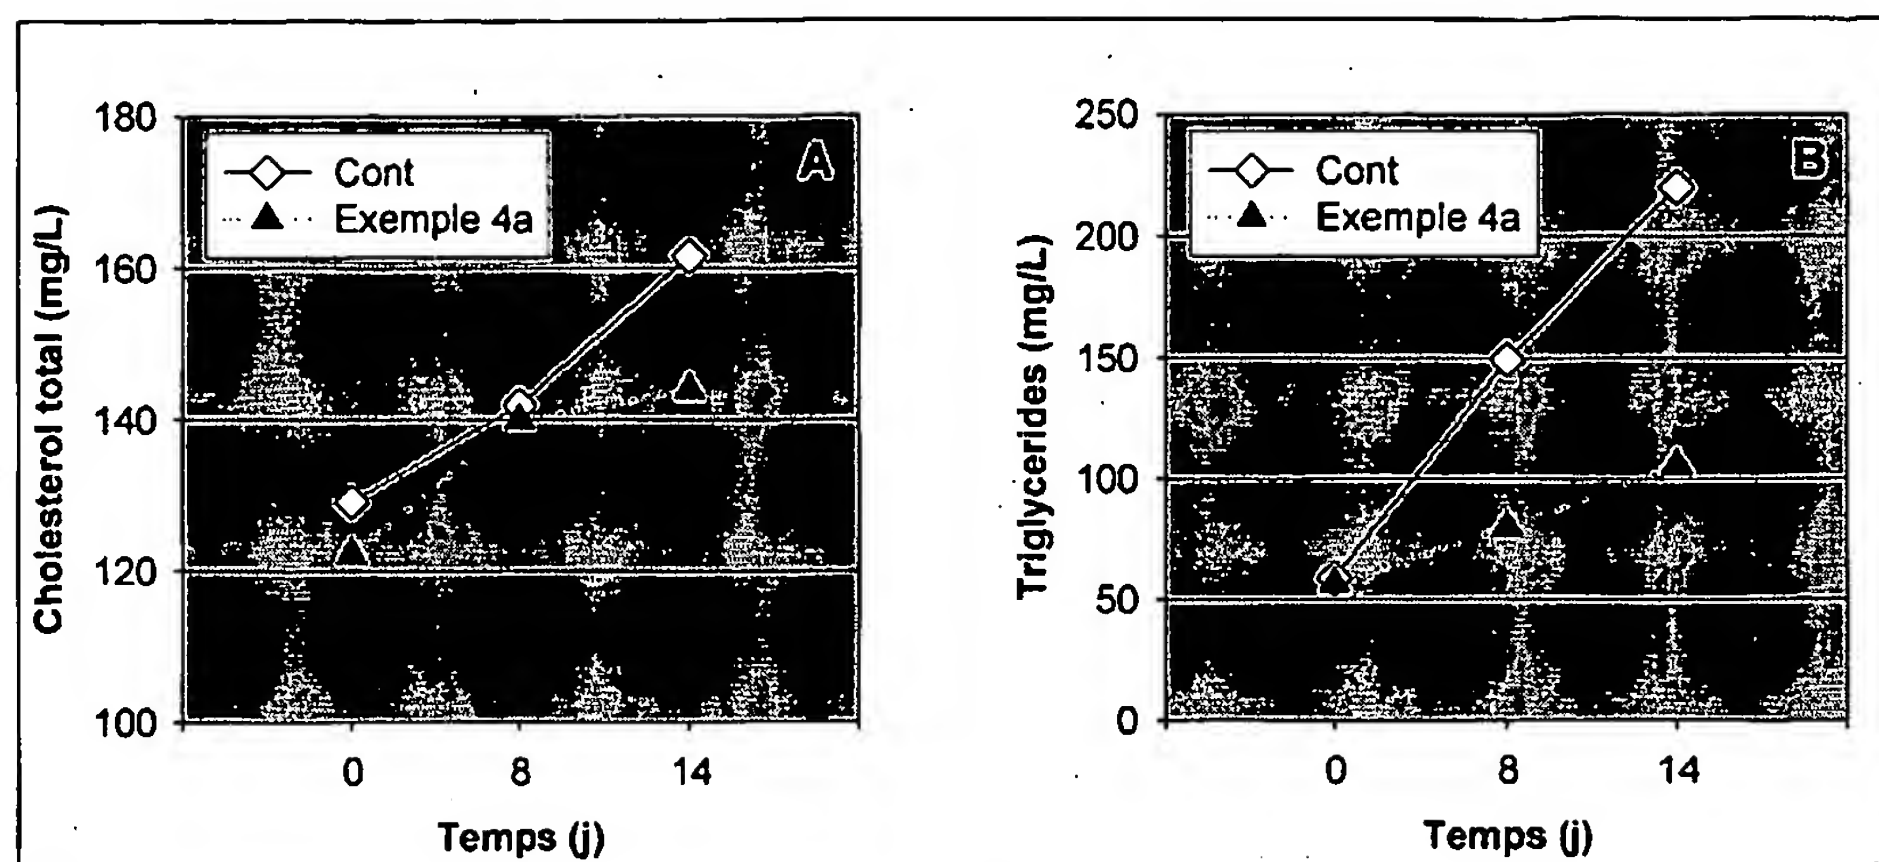 Cholesterol total (mg/L)
180
160
140
120
100
Cont
Exemple 4a
A
0 8 14
Temps (j)
Triglycerides (mg/L)
250
200
150
100
50
0
Cont
Exemple 4a
B
0 8 14
Temps (j)